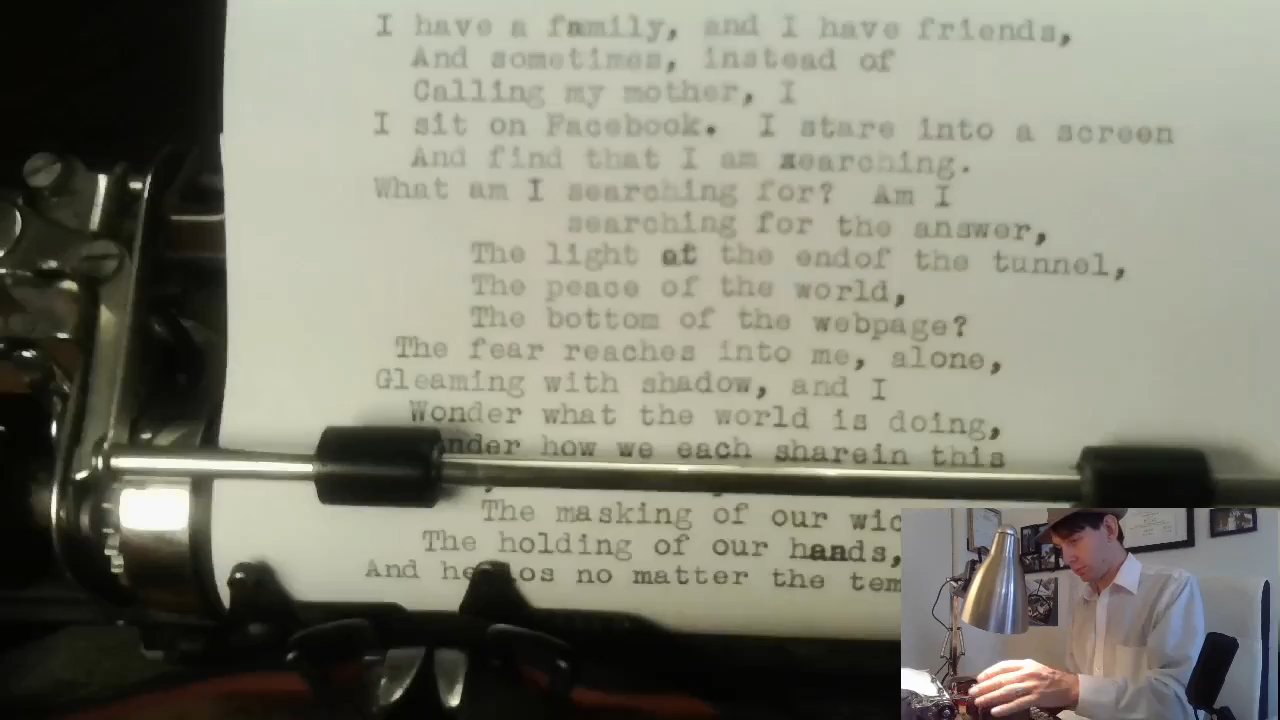 I have a family, and I have friends,
And sometimes, instead of
Calling my mother, I
I sit on Facebook. I stare into a screen
And find that I am searching.
What am I searching for? Am I
searching for the answer,
The light at the endof the tunnel,
The peace of the world,
The bottom of the webpage?
The fear reaches into me, alone,
Gleaming with shadow, and I
Wonder what the world is doing,
how we each sharein this
The masking of our
The holding of our hands,
And no matter the